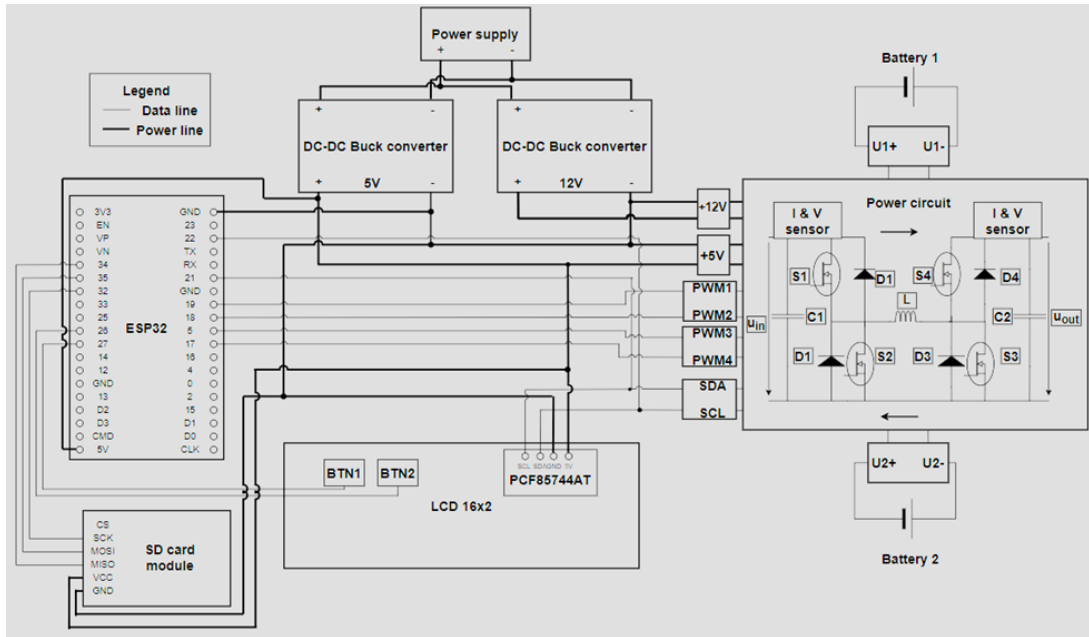 Power supply
+ -
Battery 1
Legend
Data line
Power line
+ -
DC-DC Buck converter
5V
+ -
+ -
DC-DC Buck converter
12V
+ -
U1+ U1-
+12V
+5V
PWM1
PWM2
PWM3
PWM4
SDA
SCL
Power circuit
I & V
sensor
I & V
sensor
S1
D1
S4
D4
L
uin
C1
C2
uout
D1
S2
D3
S3
3V3 GND
EN 23
VP 22
VN TX
34 RX
35 21
32 GND
33 19
25 18
26 5
27 17
14 16
12 4
GND 0
13 2
D2 15
D3 D1
CMD D0
5V CLK
ESP32
BTN1
BTN2
SCL SDA GND 5V
PCF85744AT
LCD 16x2
U2+ U2-
Battery 2
CS
SCK
MOSI
MISO
VCC
GND
SD card
module